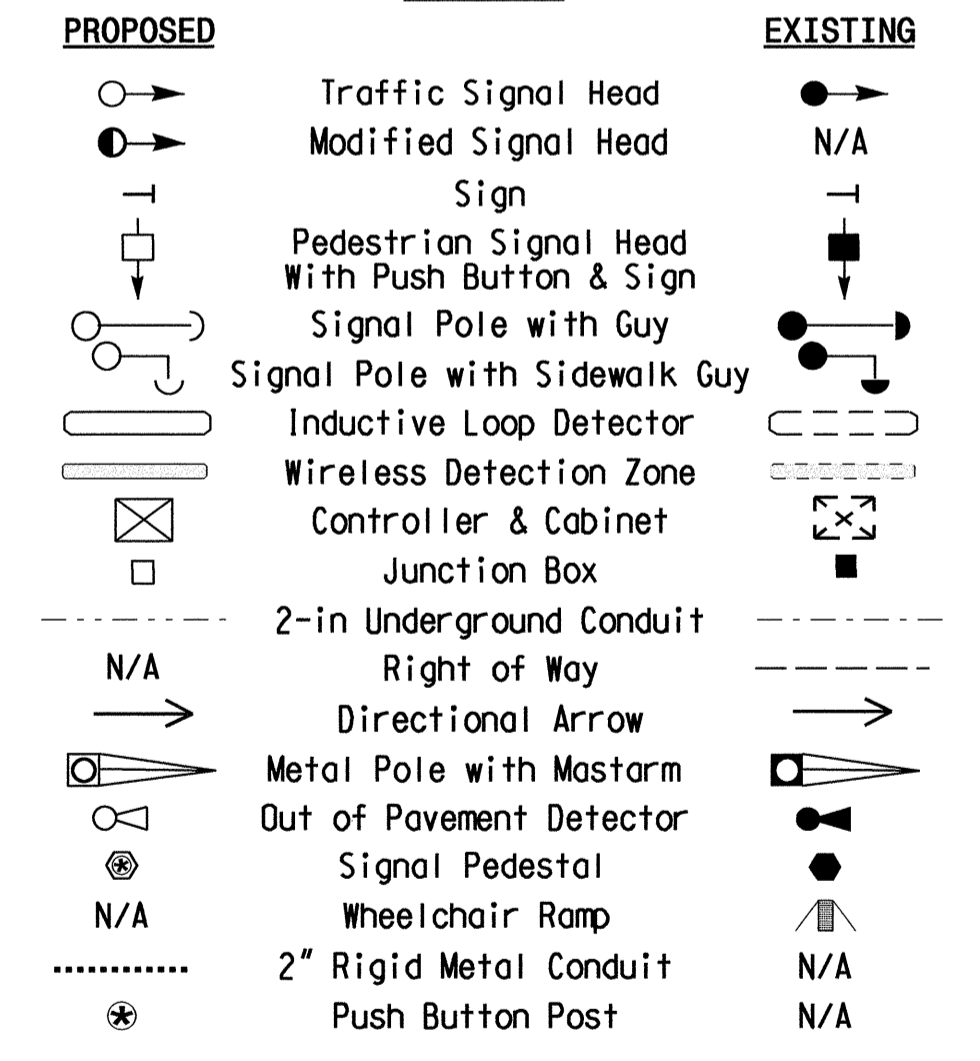 PROPOSED EXISTING
Traffic Signal Head
Modified Signal Head N/A
Sign
Pedestrian Signal Head
With Push Button & Sign
Signal Pole with Guy
Signal Pole with Sidewalk Guy
Inductive Loop Detector
Wireless Detection Zone
Controller & Cabinet
Junction Box
2-in Underground Conduit
N/A Right of Way
Directional Arrow
Metal Pole with Mastarm
Out of Pavement Detector
Signal Pedestal
N/A Wheelchair Ramp
2" Rigid Metal Conduit N/A
Push Button Post N/A